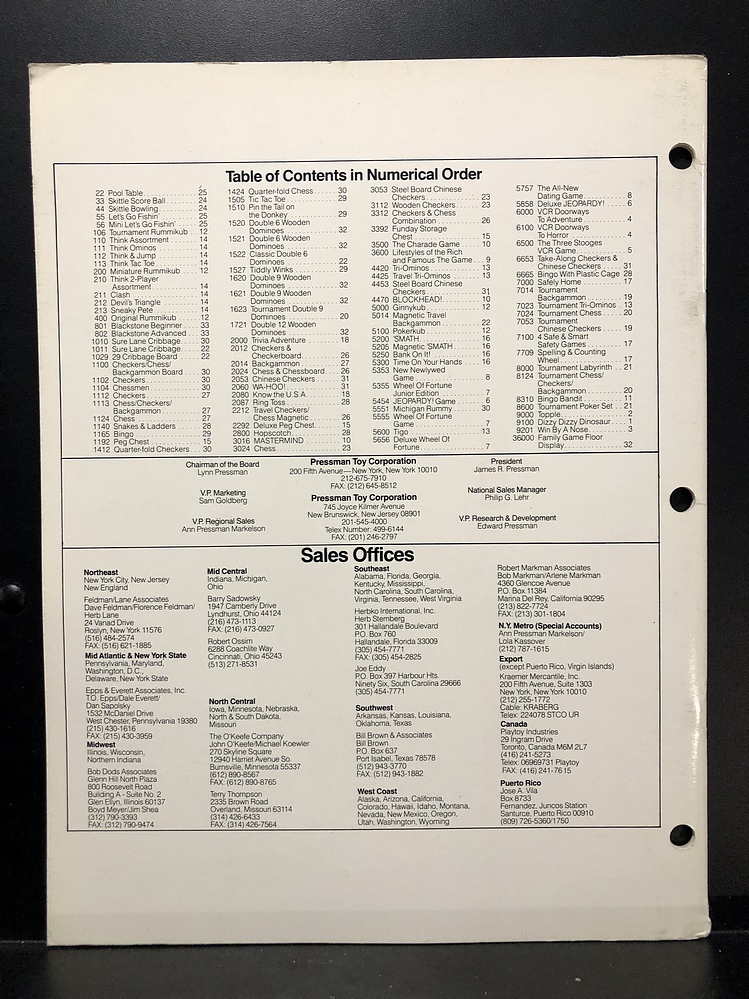 Table of Contents in Numerical Order
22 Pool Table . . . . . . . . . . 25
33 Skittle Score Ball . . . . . . 24
44 Skittle Bowling . . . . . . . 24
55 Let's Go Fishin' . . . . . . . 25
56 Mini Let's Go Fishin' . . . . 25
106 Tournament Rummikub . . 12
110 Think Assortment . . . . . . 14
111 Think Ominos . . . . . . . . 14
112 Think & Jump . . . . . . . . 14
113 Think Tac Toe . . . . . . . . 14
200 Miniature Rummikub . . . 12
210 Think 2-Player
Assortment . . . . . . . . . 14
211 Clash . . . . . . . . . . . . 14
212 Devil's Triangle . . . . . . . 14
213 Sneaky Pete . . . . . . . . 14
400 Original Rummikub . . . . . 12
801 Blackstone Beginner . . . . 33
802 Blackstone Advanced . . . 33
1010 Sure Lane Cribbage . . . . 30
1011 Sure Lane Cribbage . . . . 22
1029 29 Cribbage Board . . . . . 22
1100 Checkers/Chess/
Backgammon Board . . . . 30
1102 Checkers . . . . . . . . . . 30
1104 Chessmen . . . . . . . . . 30
1112 Checkers . . . . . . . . . . 27
1113 Chess/Checkers/
Backgammon . . . . . . . . 27
1124 Chess . . . . . . . . . . . . 27
1140 Snakes & Ladders . . . . . 28
1165 Bingo . . . . . . . . . . . . 29
1192 Peg Chess . . . . . . . . . 15
1412 Quarter-fold Checkers . . . 30
1424 Quarter-fold Chess . . . . . 30
1505 Tic Tac Toe . . . . . . . . . 29
1510 Pin the Tail on
the Donkey . . . . . . . . . 29
1520 Double 6 Wooden
Dominoes . . . . . . . . . . 32
1521 Double 6 Wooden
Dominoes . . . . . . . . . . 32
1522 Classic Double 6
Dominoes . . . . . . . . . . 22
1527 Tiddly Winks . . . . . . . . 29
1620 Double 9 Wooden
Dominoes . . . . . . . . . . 32
1621 Double 9 Wooden
Dominoes . . . . . . . . . . 32
1623 Tournament Double 9
Dominoes . . . . . . . . . . 20
1721 Double 12 Wooden
Dominoes . . . . . . . . . . 32
2000 Trivia Adventure . . . . . . 18
2012 Checkers &
Checkerboard . . . . . . . . 26
2014 Backgammon . . . . . . . . 27
2024 Chess & Chessboard . . . 26
2053 Chinese Checkers . . . . . 31
2060 WA-HOO! . . . . . . . . . . 31
2080 Know the U.S.A. . . . . . . 18
2087 Ring Toss . . . . . . . . . . 28
2212 Travel Checkers/
Chess Magnetic . . . . . . . 26
2292 Deluxe Peg Chess . . . . . 15
2800 Hopscotch . . . . . . . . . 28
3016 MASTERMIND . . . . . . . 10
3024 Chess . . . . . . . . . . . . 23
3053 Steel Board Chinese
Checkers . . . . . . . . . . 23
3112 Wooden Checkers . . . . . 23
3312 Checkers & Chess
Combination . . . . . . . . . 26
3392 Funday Storage
Chest . . . . . . . . . . . . 15
3500 The Charade Game . . . . 10
3600 Lifestyles of the Rich
and Famous The Game . . 9
4420 Tri-Ominos . . . . . . . . . 13
4425 Travel Tri-Ominos . . . . . 13
4453 Steel Board Chinese
Checkers . . . . . . . . . . 31
4470 BLOCKHEAD! . . . . . . . 10
5000 Ginnykub . . . . . . . . . . 12
5014 Magnetic Travel
Backgammon . . . . . . . . 22
5100 Pokerkub . . . . . . . . . . 12
5200 'SMATH . . . . . . . . . . . 16
5205 Magnetic 'SMATH . . . . . 16
5250 Bank On It! . . . . . . . . . 16
5300 Time On Your Hands . . . 16
5353 New Newlywed
Game . . . . . . . . . . . . 8
5355 Wheel Of Fortune
Junior Edition . . . . . . . . 7
5454 JEOPARDY! Game . . . . . 6
5551 Michigan Rummy . . . . . 30
5555 Wheel Of Fortune
Game . . . . . . . . . . . . 7
5600 Tigo . . . . . . . . . . . . . 13
5656 Deluxe Wheel Of
Fortune . . . . . . . . . . . 7
5757 The All-New
Dating Game . . . . . . . . 8
5858 Deluxe JEOPARDY! . . . . 6
6000 VCR Doorways
To Adventure . . . . . . . . 4
6100 VCR Doorways
To Horror . . . . . . . . . . 4
6500 The Three Stooges
VCR Game . . . . . . . . . 5
6653 Take-Along Checkers &
Chinese Checkers . . . . . 31
6665 Bingo With Plastic Cage 28
7000 Safely Home . . . . . . . . 17
7014 Tournament
Backgammon . . . . . . . . 19
7023 Tournament Tri-Ominos . . 13
7024 Tournament Chess . . . . 20
7053 Tournament
Chinese Checkers . . . . . 19
7100 4 Safe & Smart
Safety Games . . . . . . . . 17
7709 Spelling & Counting
Wheel . . . . . . . . . . . . 17
8000 Tournament Labyrinth . . . 21
8124 Tournament Chess/
Checkers/
Backgammon . . . . . . . . 20
8310 Bingo Bandit . . . . . . . . 11
8600 Tournament Poker Set . . 21
9000 Topple . . . . . . . . . . . . 2
9100 Dizzy Dizzy Dinosaur . . . 1
9201 Win By A Nose . . . . . . . 3
36000 Family Game Floor
Display . . . . . . . . . . . 32
Chairman of the Board
Lynn Pressman
V.P. Marketing
Sam Goldberg
V.P. Regional Sales
Ann Pressman Markelson
Pressman Toy Corporation
200 Fifth Avenue—New York, New York 10010
212-675-7910
FAX: (212) 645-8512
Pressman Toy Corporation
745 Joyce Kilmer Avenue
New Brunswick, New Jersey 08901
201-545-4000
Telex Number: 499-6144
FAX: (201) 246-2797
President
James R. Pressman
National Sales Manager
Philip G. Lehr
V.P. Research & Development
Edward Pressman
Sales Offices
Northeast
New York City, New Jersey
New England
Feldman/Lane Associates
Dave Feldman/Florence Feldman/
Herb Lane
24 Vanad Drive
Roslyn, New York 11576
(516) 484-2574
FAX: (516) 621-1885
Mid Atlantic & New York State
Pennsylvania, Maryland,
Washington, D.C.,
Delaware, New York State
Epps & Everett Associates, Inc.
T.O. Epps/Dale Everett/
Dan Sapolsky
1532 McDaniel Drive
West Chester, Pennsylvania 19380
(215) 430-1616
FAX: (215) 430-3959
Midwest
Illinois, Wisconsin,
Northern Indiana
Bob Dods Associates
Glenn Hill North Plaza
800 Roosevelt Road
Building A - Suite No. 2
Glen Ellyn, Illinois 60137
Boyd Meyer/Jim Shea
(312) 790-3393
FAX: (312) 790-9474
Mid Central
Indiana, Michigan,
Ohio
Barry Sadowsky
1947 Camberly Drive
Lyndhurst, Ohio 44124
(216) 473-1113
FAX: (216) 473-0927
Robert Ossim
6288 Coachlite Way
Cincinnati, Ohio 45243
(513) 271-8531
North Central
Iowa, Minnesota, Nebraska,
North & South Dakota,
Missouri
The O'Keefe Company
John O'Keefe/Michael Koewler
270 Skyline Square
12940 Harriet Avenue So.
Burnsville, Minnesota 55337
(612) 890-8567
FAX: (612) 890-8765
Terry Thompson
2335 Brown Road
Overland, Missouri 63114
(314) 426-6433
FAX: (314) 426-7564
Southeast
Alabama, Florida, Georgia,
Kentucky, Mississippi,
North Carolina, South Carolina,
Virginia, Tennessee, West Virginia
Herbko International, Inc.
Herb Sternberg
301 Hallandale Boulevard
P.O. Box 760
Hallandale, Florida 33009
(305) 454-7771
FAX: (305) 454-2825
Joe Eddy
P.O. Box 397 Harbour Hts.
Ninety Six, South Carolina 29666
(305) 454-7771
Southwest
Arkansas, Kansas, Louisiana,
Oklahoma, Texas
Bill Brown & Associates
Bill Brown
P.O. Box 637
Port Isabel, Texas 78578
(512) 943-3770
FAX: (512) 943-1882
West Coast
Alaska, Arizona, California,
Colorado, Hawaii, Idaho, Montana,
Nevada, New Mexico, Oregon,
Utah, Washington, Wyoming
Robert Markman Associates
Bob Markman/Arlene Markman
4360 Glencoe Avenue
P.O. Box 11384
Marina Del Rey, California 90295
(213) 822-7724
FAX: (213) 301-1804
N.Y. Metro (Special Accounts)
Ann Pressman Markelson/
Lola Kassover
(212) 787-1615
Export
(except Puerto Rico, Virgin Islands)
Kraemer Mercantile, Inc.
200 Fifth Avenue, Suite 1303
New York, New York 10010
(212) 255-1772
Cable: KRABERG
Telex: 224078 STCO UR
Canada
Playtoy Industries
29 Ingram Drive
Toronto, Canada M6M 2L7
(416) 241-5273
Telex: 06969731 Playtoy
FAX: (416) 241-7615
Puerto Rico
Jose A. Vila
Box 8733
Fernandez, Juncos Station
Santurce, Puerto Rico 00910
(809) 726-5360/1750